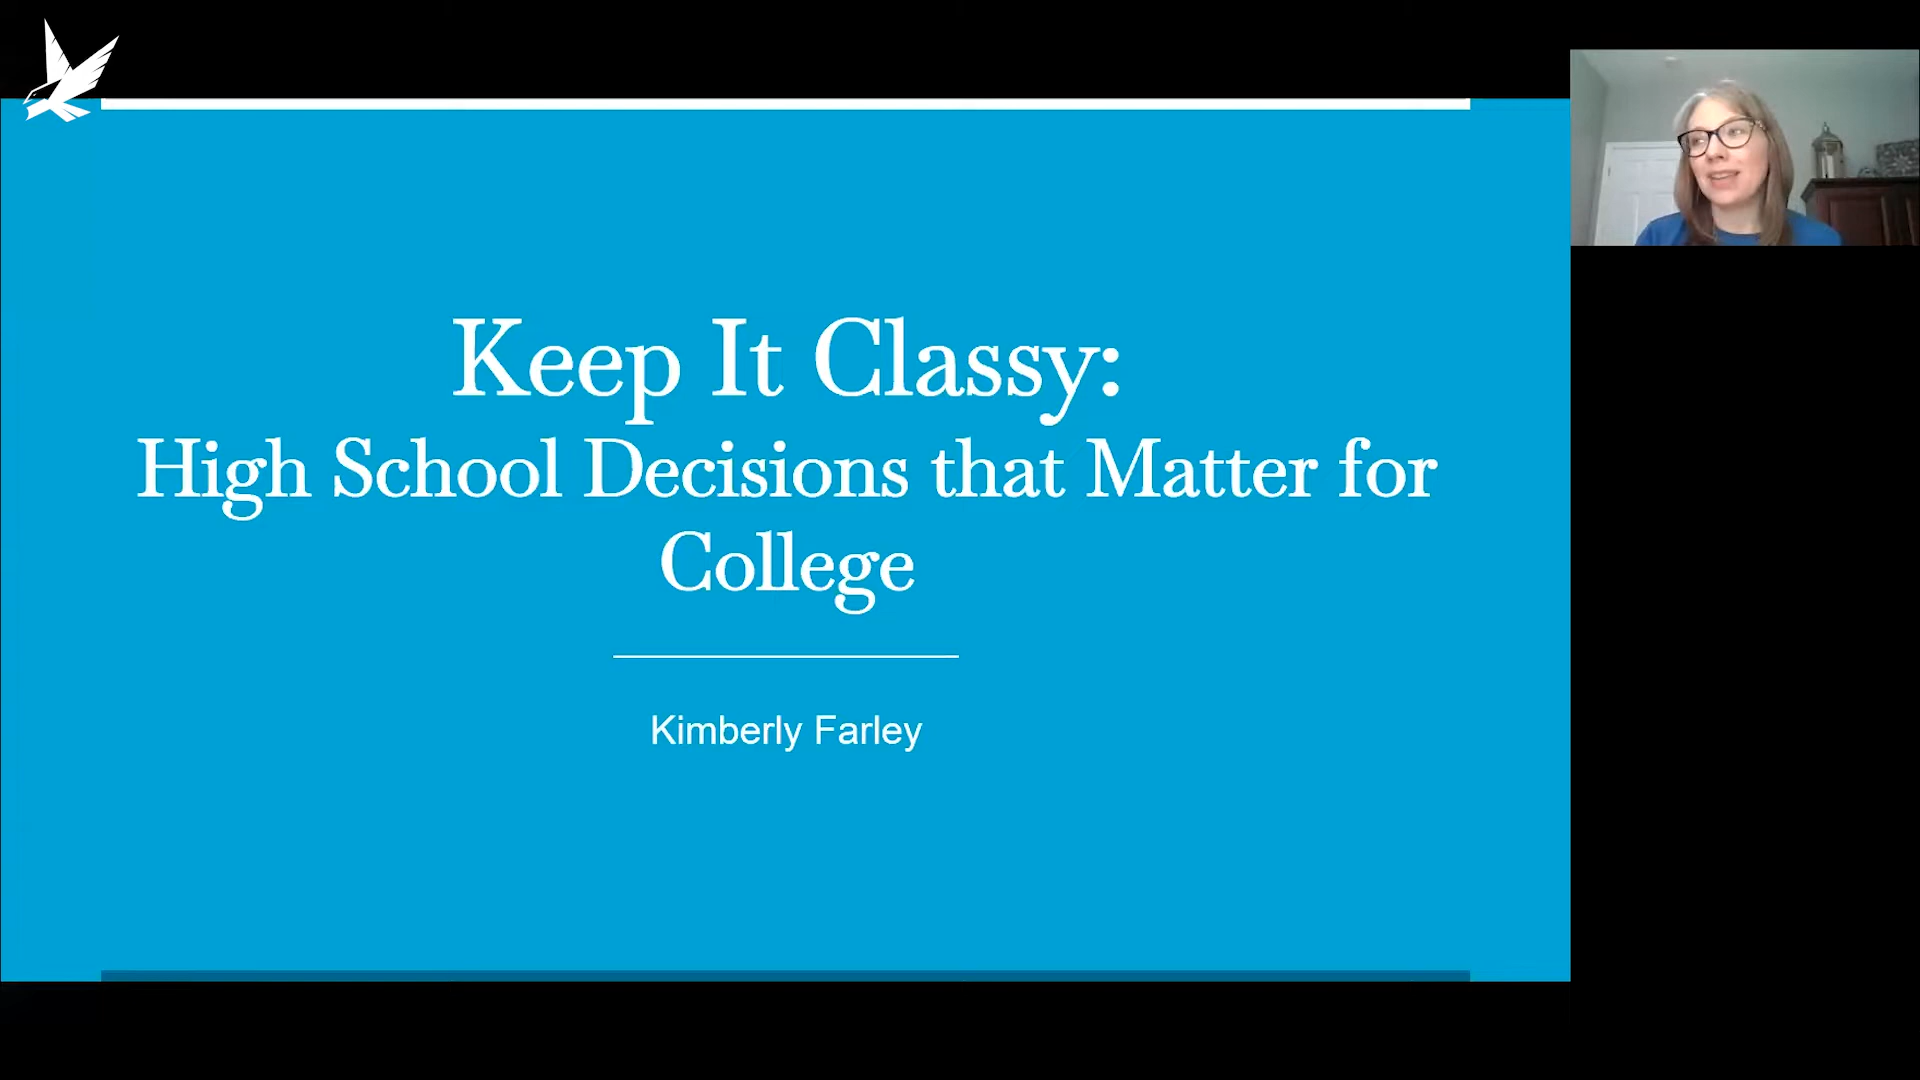 Keep It Classy:
High School Decisions that Matter for
College
Kimberly Farley